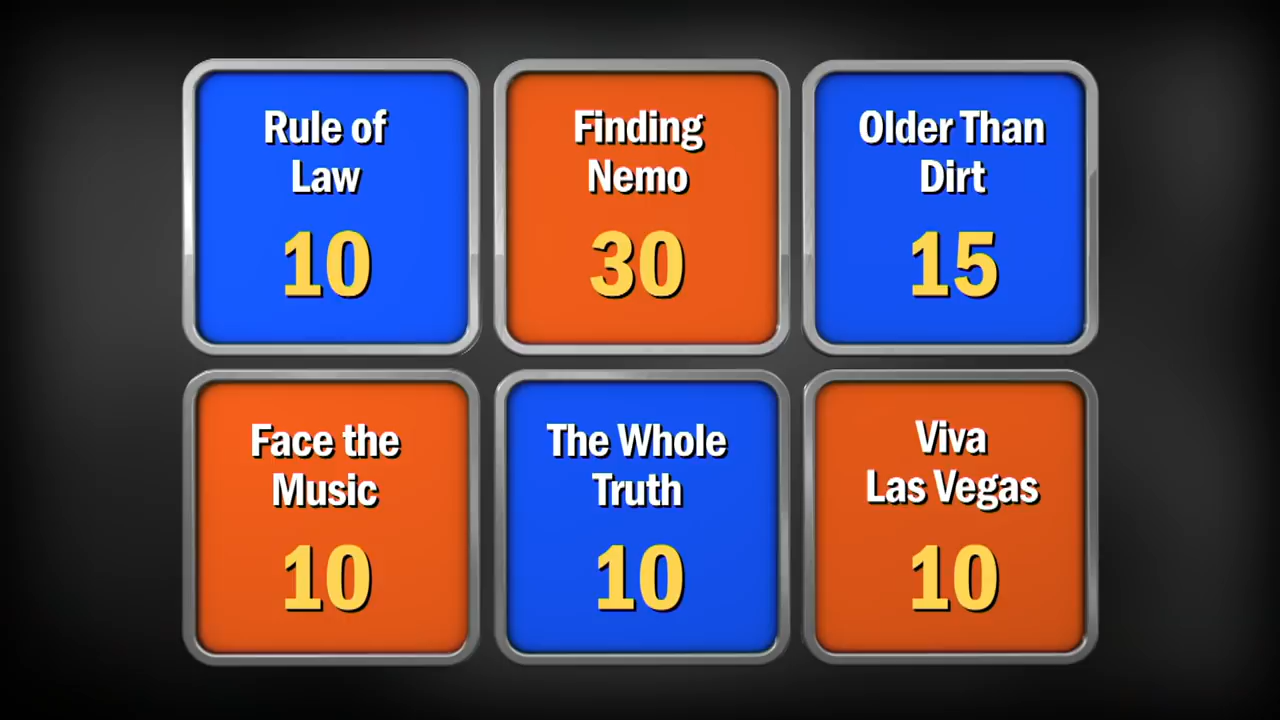 Rule of
Law
10
Finding
Nemo
30
Older Than
Dirt
15
Face the
Music
10
The Whole
Truth
10
Viva
Las Vegas
10